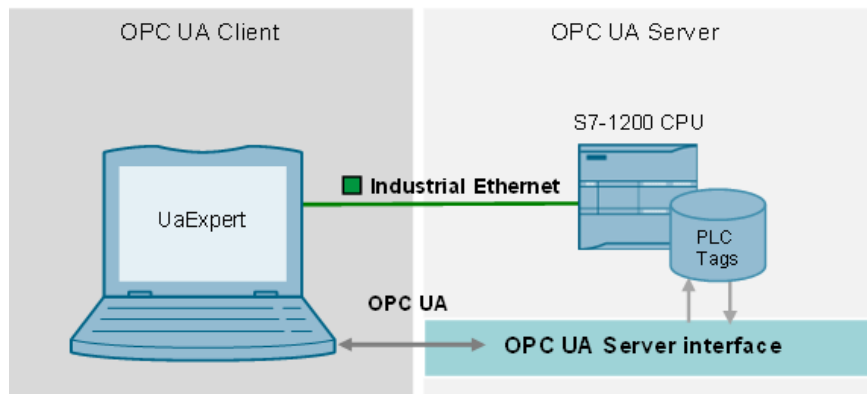 OPC UA Client
OPC UA Server
S7-1200 CPU
Industrial Ethernet
UaExpert
PLC
Tags
OPC UA
OPC UA Server interface